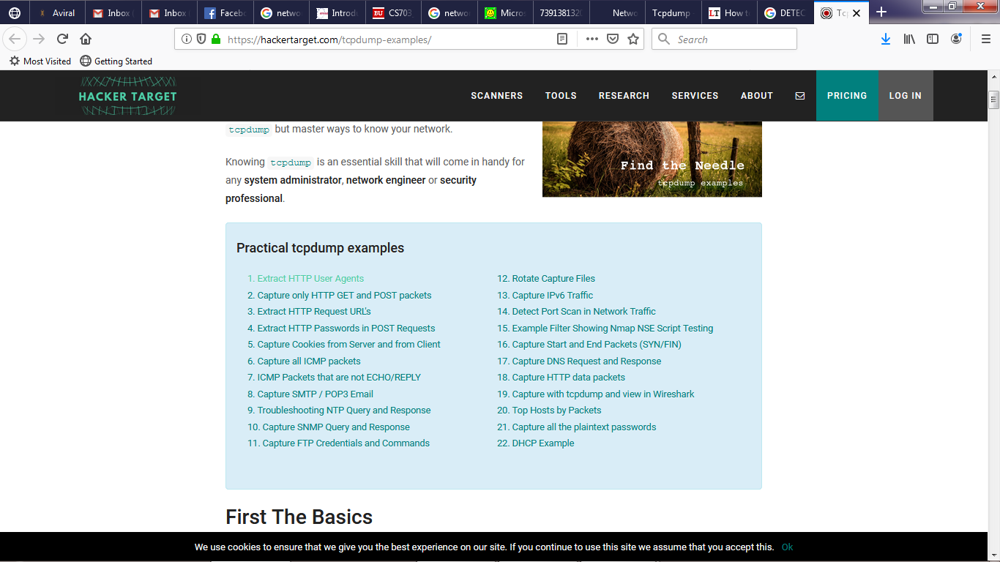 Aviral
Inbox
Inbox
Faceb
netwo
Introdu
BU CS703
netwo
Micros
7391381320
Netwo
Tcpdump
LT How t
DETEC
Tc
https://hackertarget.com/tcpdump-examples/
Search
Most Visited
Getting Started
HACKER TARGET
SCANNERS
TOOLS
RESEARCH
SERVICES
ABOUT
PRICING
LOG IN
tcpdump but master ways to know your network.
Knowing tcpdump is an essential skill that will come in handy for
any system administrator, network engineer or security
professional.
Find the Needle
tcpdump examples
Practical tcpdump examples
1. Extract HTTP User Agents
2. Capture only HTTP GET and POST packets
3. Extract HTTP Request URL's
4. Extract HTTP Passwords in POST Requests
5. Capture Cookies from Server and from Client
6. Capture all ICMP packets
7. ICMP Packets that are not ECHO/REPLY
8. Capture SMTP / POP3 Email
9. Troubleshooting NTP Query and Response
10. Capture SNMP Query and Response
11. Capture FTP Credentials and Commands
12. Rotate Capture Files
13. Capture IPv6 Traffic
14. Detect Port Scan in Network Traffic
15. Example Filter Showing Nmap NSE Script Testing
16. Capture Start and End Packets (SYN/FIN)
17. Capture DNS Request and Response
18. Capture HTTP data packets
19. Capture with tcpdump and view in Wireshark
20. Top Hosts by Packets
21. Capture all the plaintext passwords
22. DHCP Example
First The Basics
We use cookies to ensure that we give you the best experience on our site. If you continue to use this site we assume that you accept this. Ok